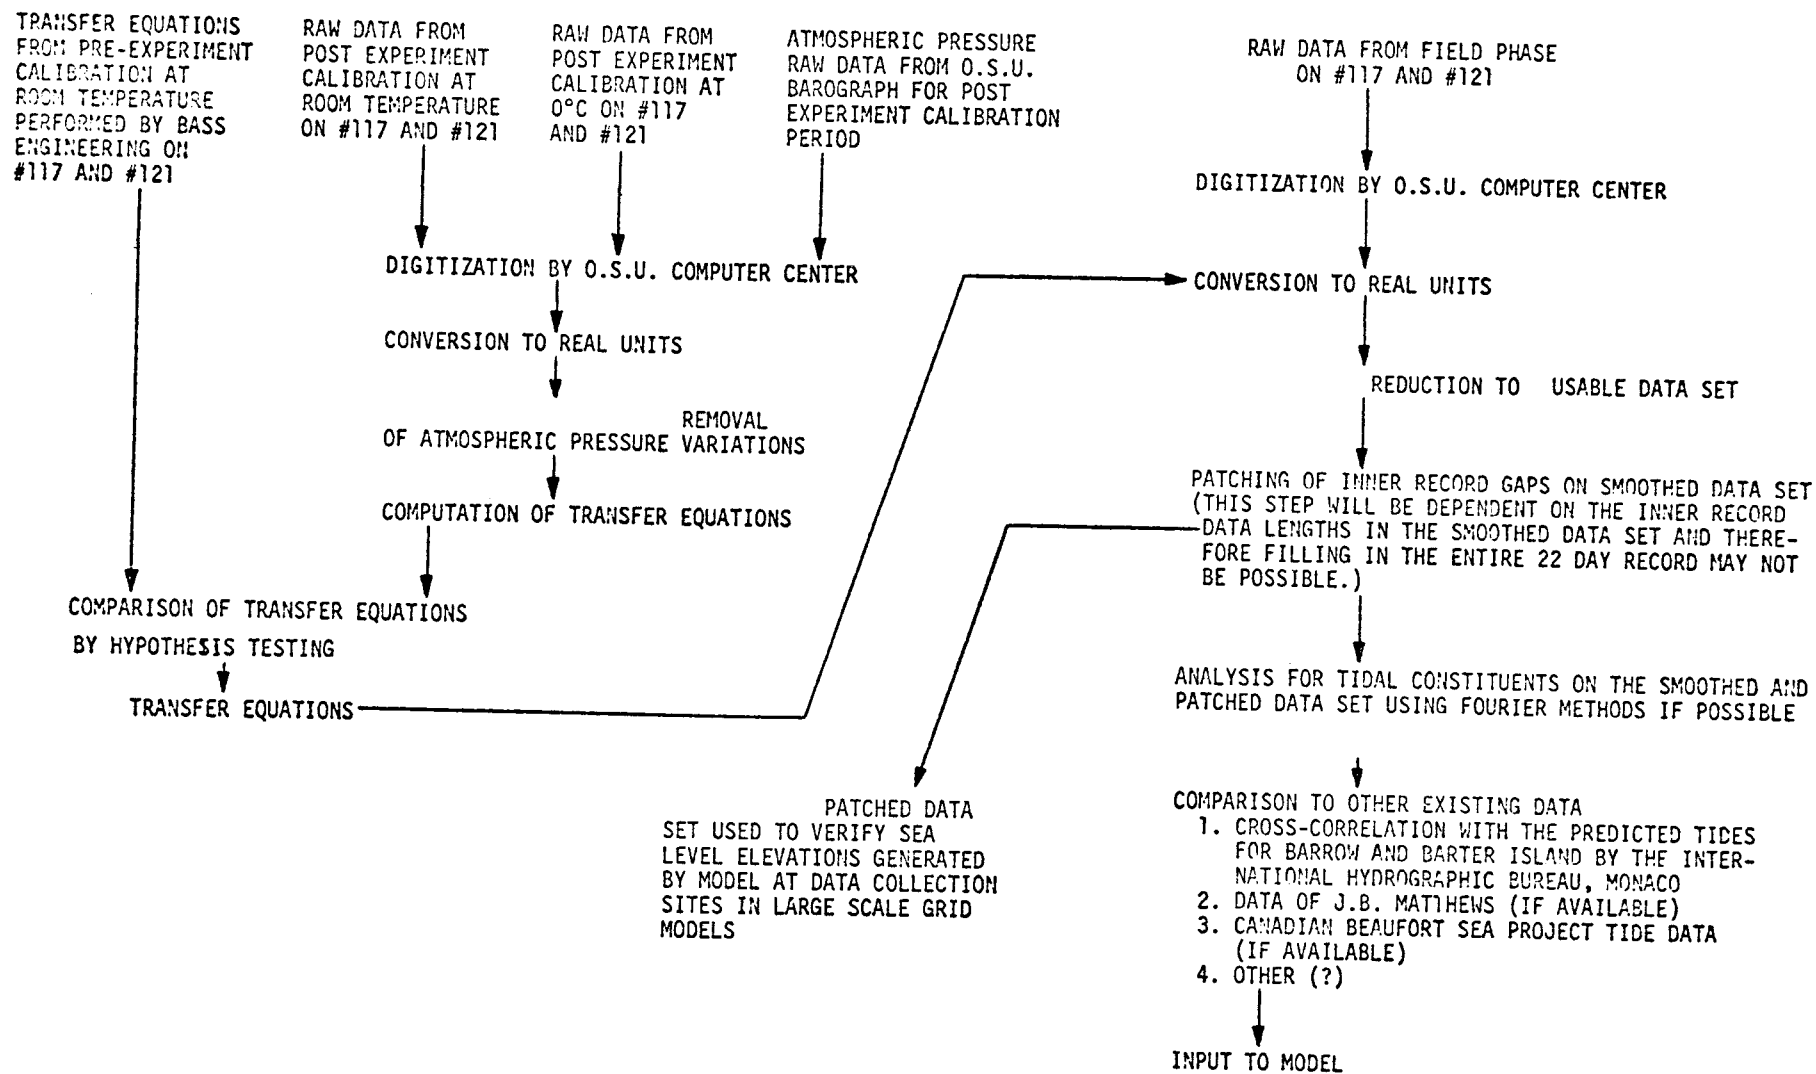 TRANSFER EQUATIONS
FROM PRE-EXPERIMENT
CALIBRATION AT
ROOM TEMPERATURE
PERFORMED BY BASS
ENGINEERING ON
#117 AND #121
RAW DATA FROM
POST EXPERIMENT
CALIBRATION AT
ROOM TEMPERATURE
ON #117 AND #121
RAW DATA FROM
POST EXPERIMENT
CALIBRATION AT
0°C ON #117
AND #121
ATMOSPHERIC PRESSURE
RAW DATA FROM O.S.U.
BAROGRAPH FOR POST
EXPERIMENT CALIBRATION
PERIOD
DIGITIZATION BY O.S.U. COMPUTER CENTER
CONVERSION TO REAL UNITS
REMOVAL
OF ATMOSPHERIC PRESSURE VARIATIONS
COMPUTATION OF TRANSFER EQUATIONS
COMPARISON OF TRANSFER EQUATIONS
BY HYPOTHESIS TESTING
TRANSFER EQUATIONS
RAW DATA FROM FIELD PHASE
ON #117 AND #121
DIGITIZATION BY O.S.U. COMPUTER CENTER
CONVERSION TO REAL UNITS
REDUCTION TO USABLE DATA SET
PATCHING OF INNER RECORD GAPS ON SMOOTHED DATA SET
(THIS STEP WILL BE DEPENDENT ON THE INNER RECORD
DATA LENGTHS IN THE SMOOTHED DATA SET AND THERE-
FORE FILLING IN THE ENTIRE 22 DAY RECORD MAY NOT
BE POSSIBLE.)
PATCHED DATA
SET USED TO VERIFY SEA
LEVEL ELEVATIONS GENERATED
BY MODEL AT DATA COLLECTION
SITES IN LARGE SCALE GRID
MODELS
ANALYSIS FOR TIDAL CONSTITUENTS ON THE SMOOTHED AND
PATCHED DATA SET USING FOURIER METHODS IF POSSIBLE
COMPARISON TO OTHER EXISTING DATA
1. CROSS-CORRELATION WITH THE PREDICTED TIDES
FOR BARROW AND BARTER ISLAND BY THE INTER-
NATIONAL HYDROGRAPHIC BUREAU, MONACO
2. DATA OF J.B. MATTHEWS (IF AVAILABLE)
3. CANADIAN BEAUFORT SEA PROJECT TIDE DATA
(IF AVAILABLE)
4. OTHER (?)
INPUT TO MODEL